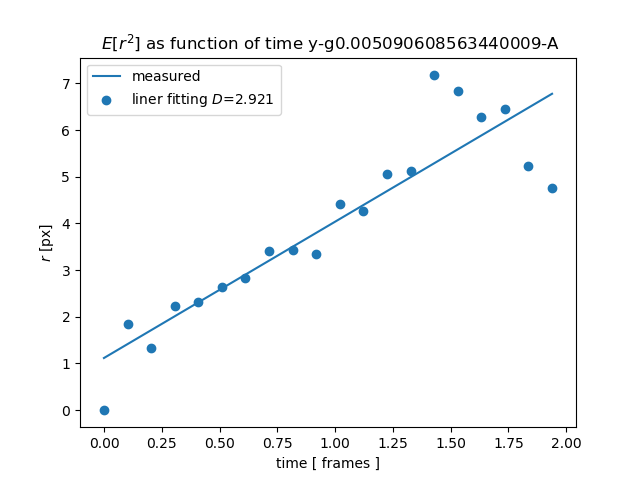 E[r²] as function of time y-g0.005090608563440009-A
measured
liner fitting D=2.921
7
6
5
4
3
2
1
0
r [px]
0.00 0.25 0.50 0.75 1.00 1.25 1.50 1.75 2.00
time [ frames ]